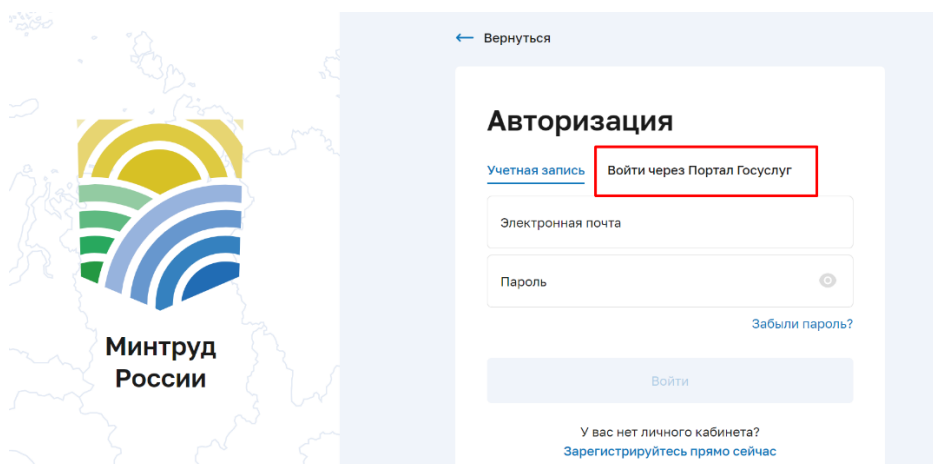 Вернуться
Авторизация
Учетная запись Войти через Портал Госуслуг
Электронная почта
Пароль
Забыли пароль?
Войти
У вас нет личного кабинета?
Зарегистрируйтесь прямо сейчас
Минтруд
России